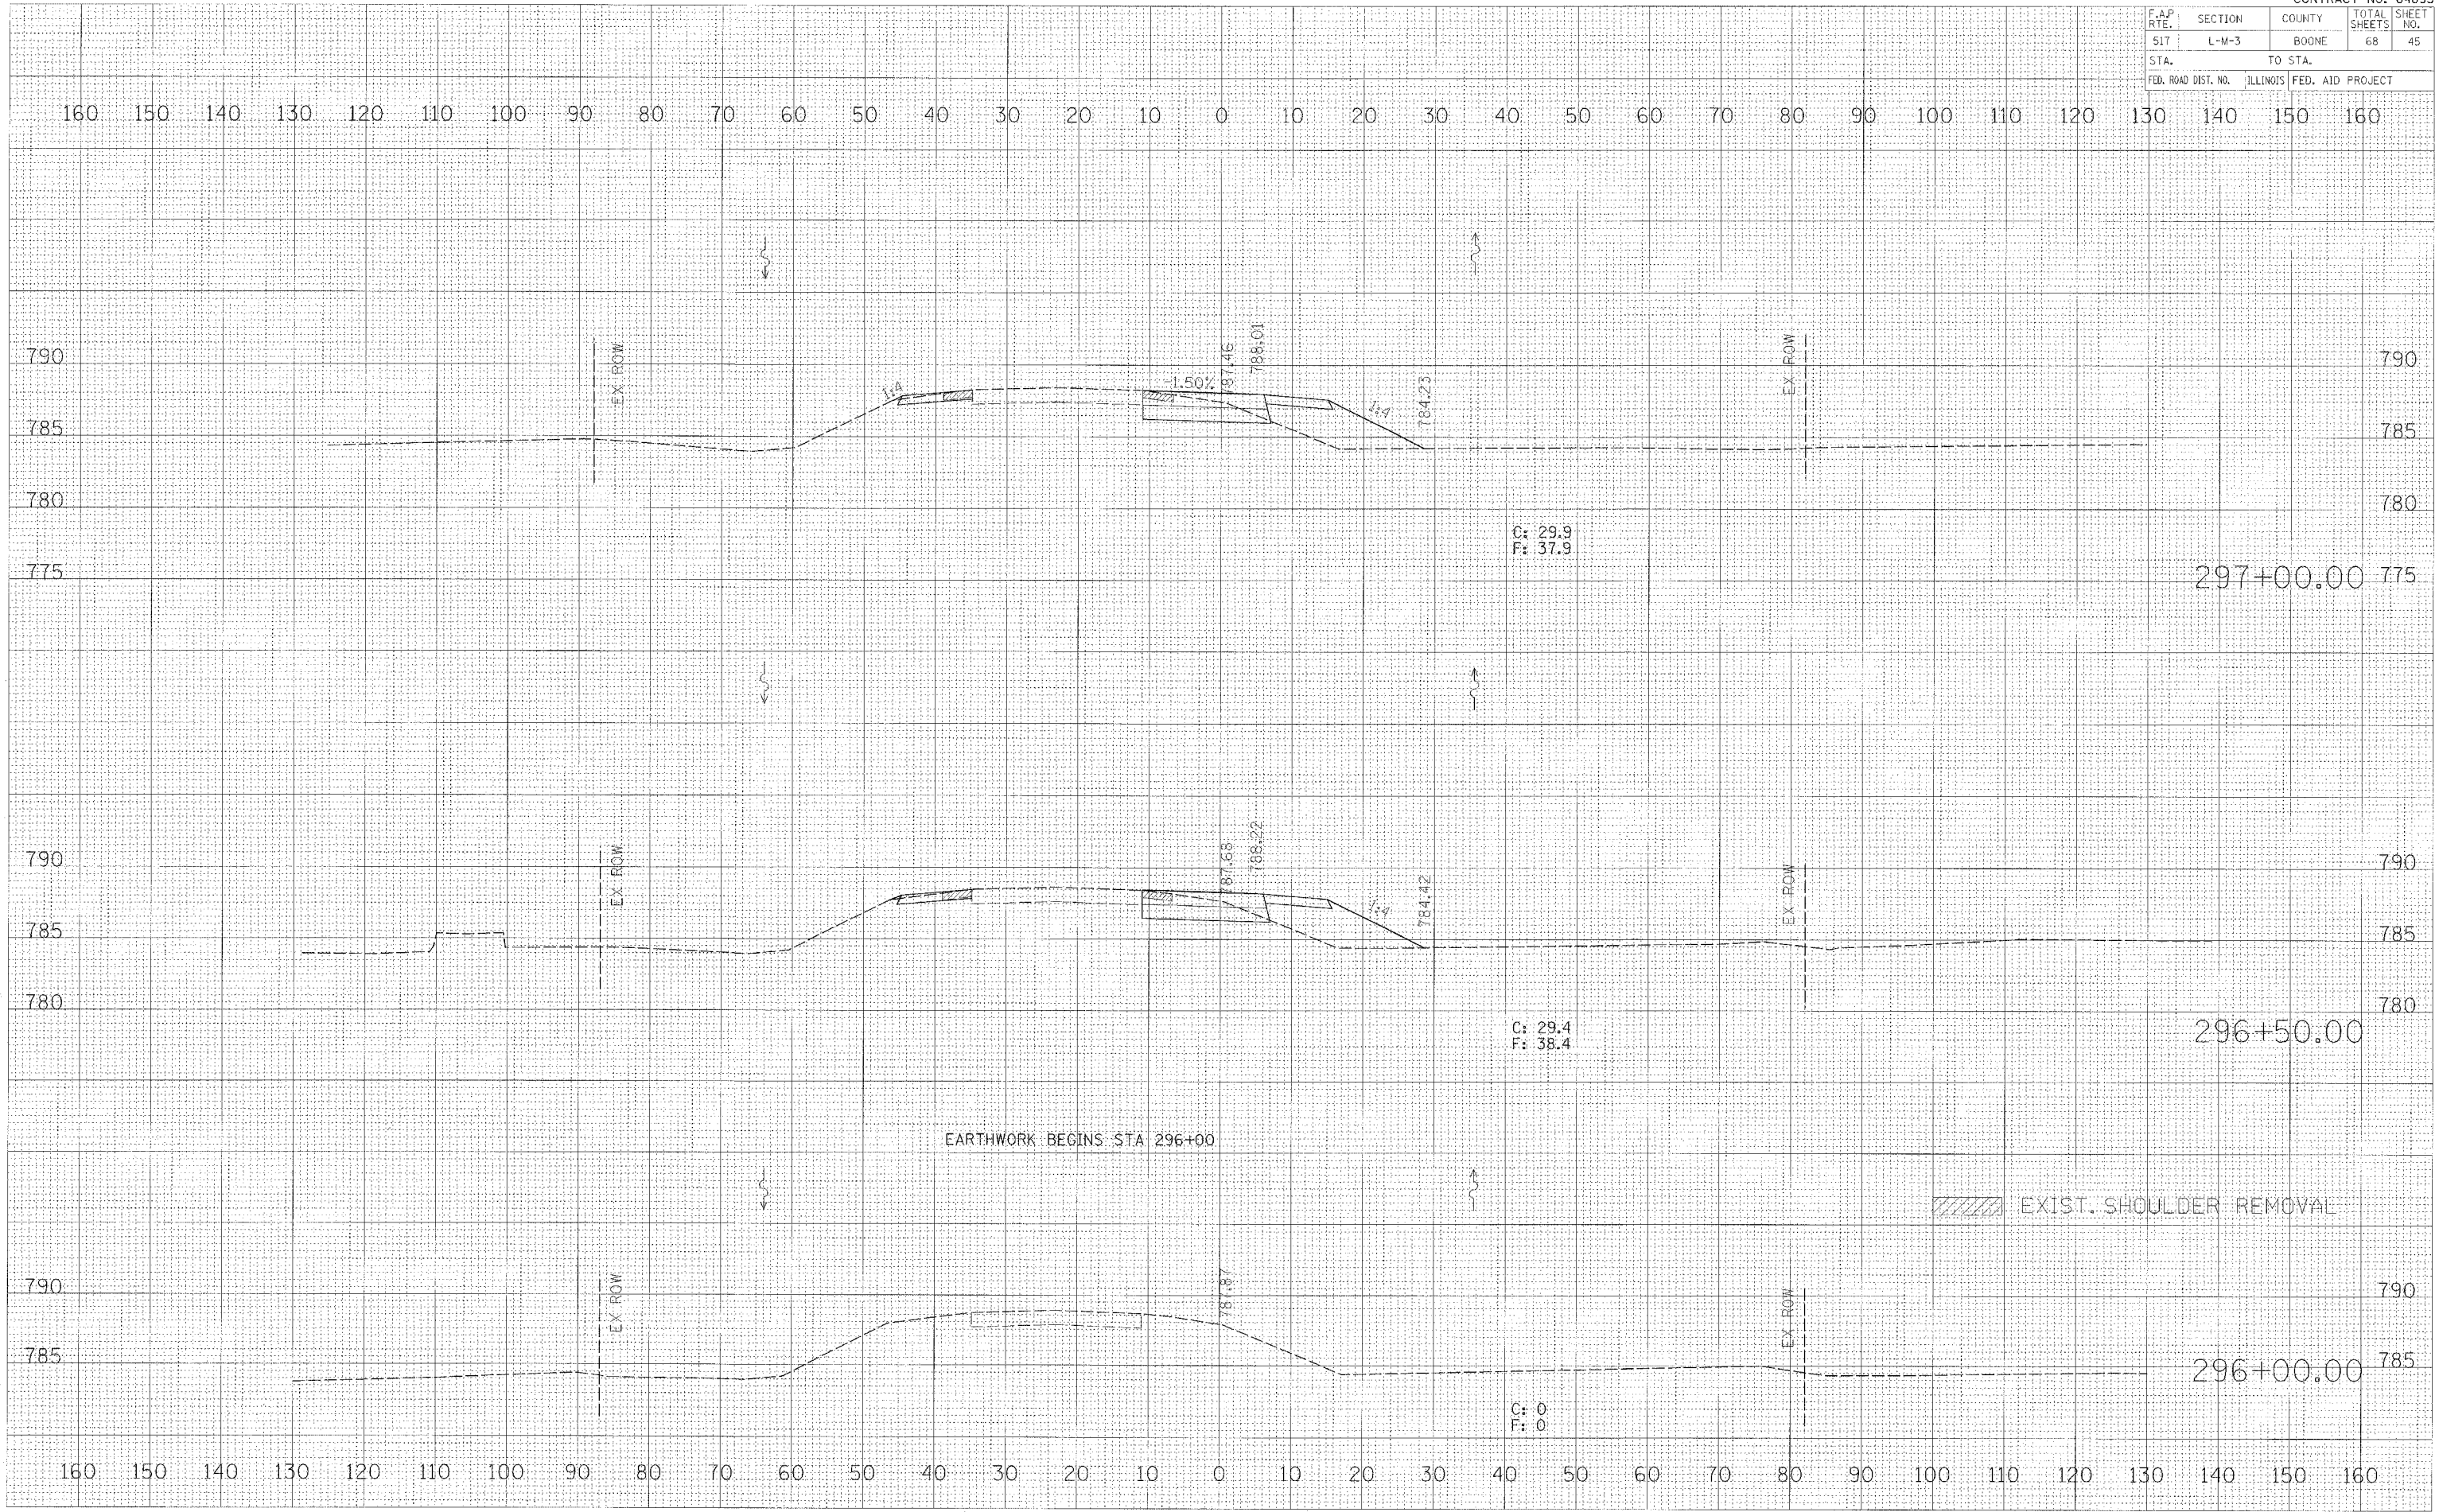 F.A.P. RTE. SECTION COUNTY TOTAL SHEETS SHEET NO.
517 L-M-3 BOONE 68 45
STA. TO STA.
FED. ROAD DIST. NO. ILLINOIS FED. AID PROJECT
160 150 140 130 120 110 100 90 80 70 60 50 40 30 20 10 0 10 20 30 40 50 60 70 80 90 100 110 120 130 140 150 160
790 EX ROW 1:4 -1.50% 787.46 788.01 1:4 784.23 EX ROW 790
785 785
780 780
C: 29.9
F: 37.9
775 297+00.00 775
790 EX ROW 787.68 788.22 1:4 784.42 EX ROW 790
785 785
780 780
C: 29.4
F: 38.4
296+50.00
EARTHWORK BEGINS STA 296+00
EXIST. SHOULDER REMOVAL
790 EX ROW 787.87 EX ROW 790
785 296+00.00 785
C: 0
F: 0
160 150 140 130 120 110 100 90 80 70 60 50 40 30 20 10 0 10 20 30 40 50 60 70 80 90 100 110 120 130 140 150 160